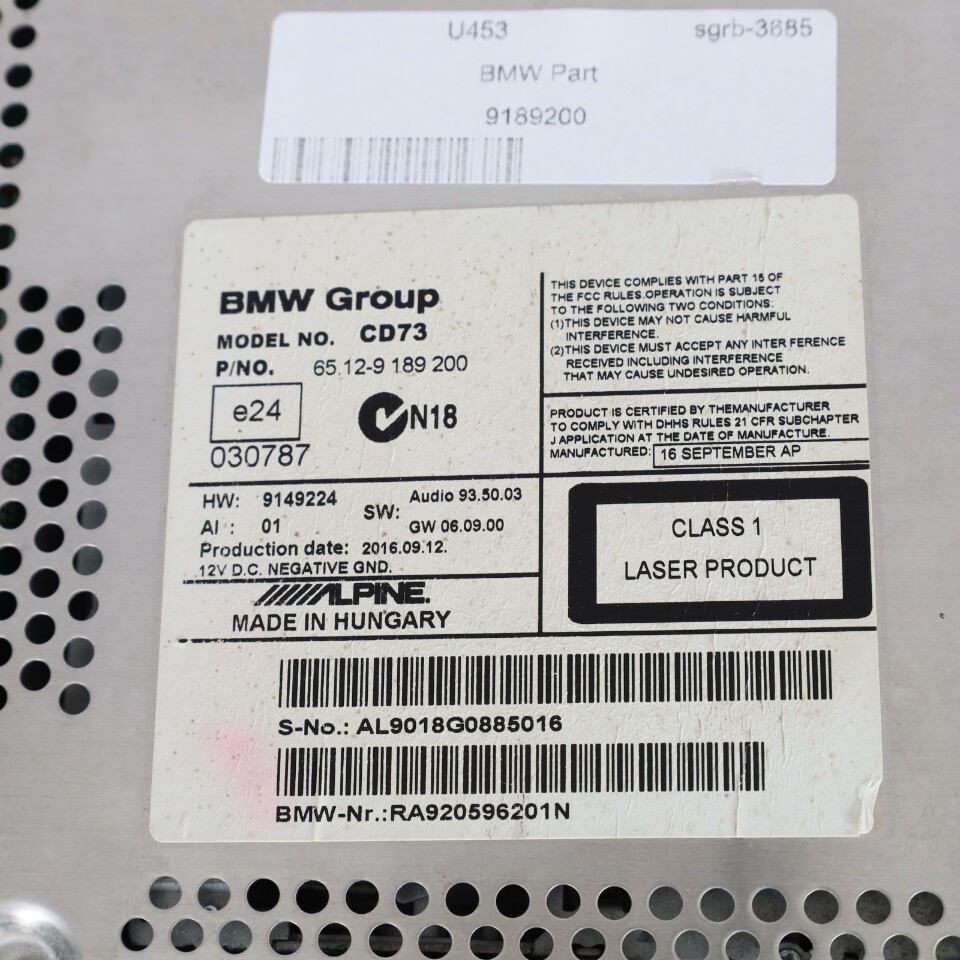 U453 sgrb-3685
BMW Part
9189200
BMW Group
MODEL NO. CD73
P/NO. 65.12-9 189 200
e24
N18
030787
THIS DEVICE COMPLIES WITH PART 15 OF
THE FCC RULES.OPERATION IS SUBJECT
TO THE FOLLOWING TWO CONDITIONS:
(1)THIS DEVICE MAY NOT CAUSE HARMFUL
INTERFERENCE.
(2)THIS DEVICE MUST ACCEPT ANY INTER FERENCE
RECEIVED INCLUDING INTERFERENCE
THAT MAY CAUSE UNDESIRED OPERATION.
PRODUCT IS CERTIFIED BY THEMANUFACTURER
TO COMPLY WITH DHHS RULES 21 CFR SUBCHAPTER
J APPLICATION AT THE DATE OF MANUFACTURE.
MANUFACTURED: 16 SEPTEMBER AP
HW: 9149224
AI : 01
SW: Audio 93.50.03
GW 06.09.00
Production date: 2016.09.12.
12V D.C. NEGATIVE GND.
ALPINE.
MADE IN HUNGARY
CLASS 1
LASER PRODUCT
S-No.: AL9018G0885016
BMW-Nr.:RA920596201N